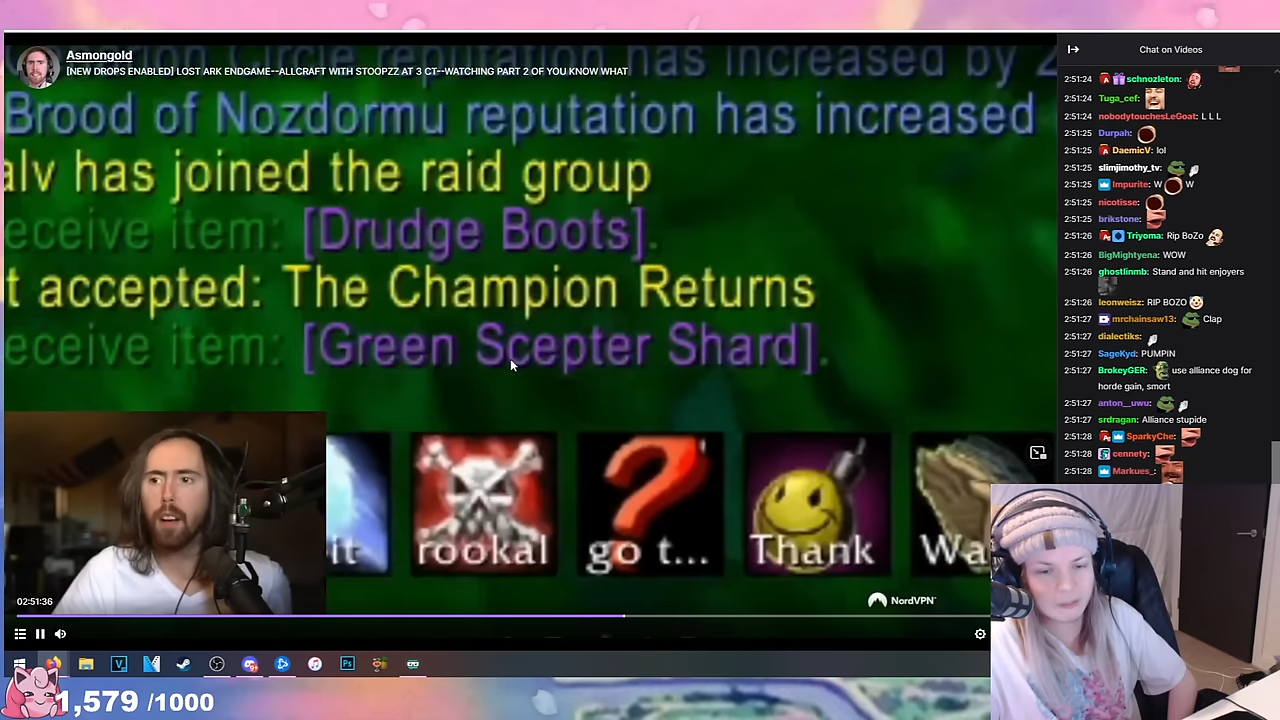 Asmongold
[NEW DROPS ENABLED] LOST ARK ENDGAME--ALLCRAFT WITH STOOPZZ AT 3 CT--WATCHING PART 2 OF YOU KNOW WHAT
Circle reputation has increased by 2
Brood of Nozdormu reputation has increased
alv has joined the raid group
eceive item: [Drudge Boots].
t accepted: The Champion Returns
eceive item: [Green Scepter Shard].
it
rookal
go t...
Thank
Wa
02:51:36
NordVPN
Chat on Videos
2:51:24 schnozleton:
2:51:24 Tuga_cef:
2:51:24 nobodytouchesLeGoat: L L L
2:51:25 Durpah:
2:51:25 DaemicV: lol
2:51:25 slimjimothy_tv:
2:51:25 Impurite: W W
2:51:25 nicotisse:
2:51:25 brikstone:
2:51:26 Triyoma: Rip BoZo
2:51:26 BigMightyena: WOW
2:51:26 ghostlinmb: Stand and hit enjoyers
2:51:26 leonweisz: RIP BOZO
2:51:27 mrchainsaw13: Clap
2:51:27 dialectiks:
2:51:27 SageKyd: PUMPIN
2:51:27 BrokeyGER: use alliance dog for
horde gain, smort
2:51:27 anton__uwu:
2:51:27 srdragan: Alliance stupide
2:51:28 SparkyChe:
2:51:28 cennety:
2:51:28 Markues_:
Ps
1,579 /1000